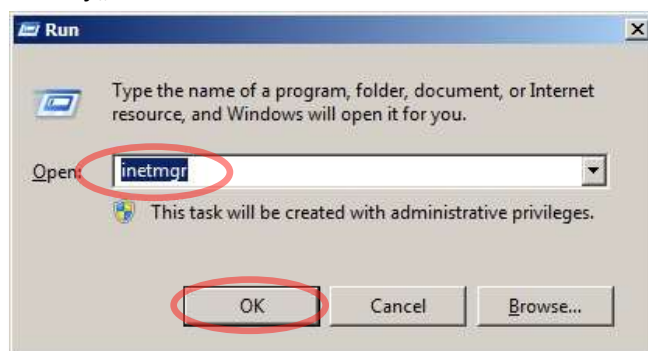 Run
Type the name of a program, folder, document, or Internet
resource, and Windows will open it for you.
Open: inetmgr
This task will be created with administrative privileges.
OK Cancel Browse...